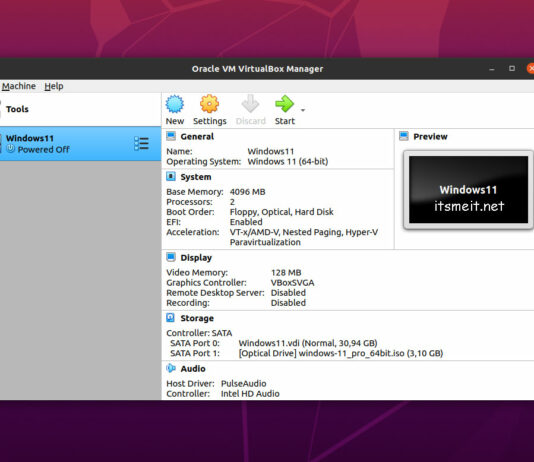 Oracle VM VirtualBox Manager
Machine Help
Tools
New Settings Discard Start
Windows11
Powered Off
General
Name: Windows11
Operating System: Windows 11 (64-bit)
Preview
Windows11
itsmeit.net
System
Base Memory: 4096 MB
Processors: 2
Boot Order: Floppy, Optical, Hard Disk
EFI: Enabled
Acceleration: VT-x/AMD-V, Nested Paging, Hyper-V
Paravirtualization
Display
Video Memory: 128 MB
Graphics Controller: VBoxSVGA
Remote Desktop Server: Disabled
Recording: Disabled
Storage
Controller: SATA
SATA Port 0: Windows11.vdi (Normal, 30,94 GB)
SATA Port 1: [Optical Drive] windows-11_pro_64bit.iso (3,10 GB)
Audio
Host Driver: PulseAudio
Controller: Intel HD Audio